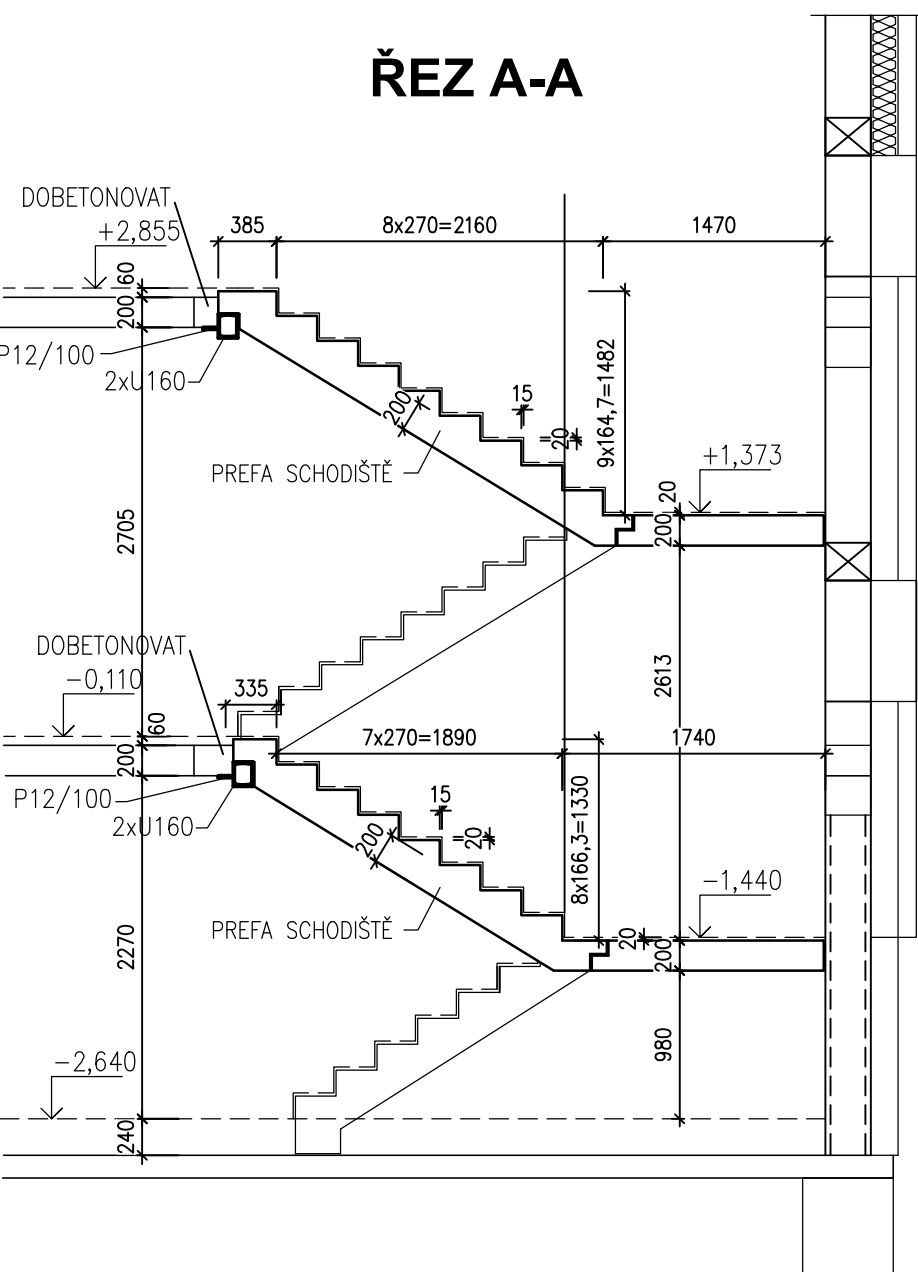 ŘEZ A-A
DOBETONOVAT
+2,855
385
8x270=2160
1470
60
200
P12/100
2xU160
200
15
20
9x164,7=1482
PREFA SCHODIŠTĚ
+1,373
20
200
2705
2613
DOBETONOVAT
-0,110
335
60
7x270=1890
1740
200
P12/100
2xU160
15
20
200
8x166,3=1330
-1,440
PREFA SCHODIŠTĚ
20
200
2270
980
-2,640
240